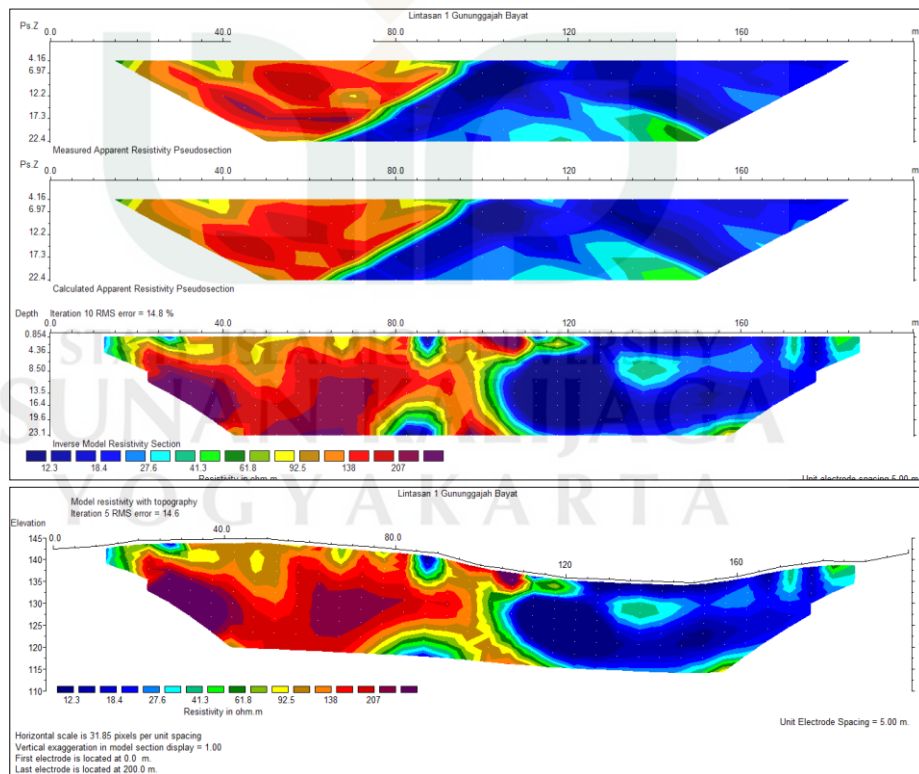 Lintasan 1 Gununggajah Bayat
Ps.Z 0.0 40.0 80.0 120 160 m.
4.16
6.97
12.2
17.3
22.4
Measured Apparent Resistivity Pseudosection
Ps.Z 0.0 40.0 80.0 120 160 m.
4.16
6.97
12.2
17.3
22.4
Calculated Apparent Resistivity Pseudosection
Depth Iteration 10 RMS error = 14.8 %
0.0 40.0 80.0 120 160 m.
0.854
4.36
8.50
13.1
16.4
19.6
23.1
Inverse Model Resistivity Section
12.3 18.4 27.6 41.3 61.8 92.5 138 207
Resistivity in ohm.m
Unit electrode spacing 5.00 m.
STATE ISLAMIC UNIVERSITY
SUNAN KALIJAGA
YOGYAKARTA
Lintasan 1 Gununggajah Bayat
Model resistivity with topography
Iteration 5 RMS error = 14.6
Elevation
0.0 40.0 80.0 120 160
145
140
135
130
125
120
115
110
12.3 18.4 27.6 41.3 61.8 92.5 138 207
Resistivity in ohm.m
Unit Electrode Spacing = 5.00 m.
Horizontal scale is 31.85 pixels per unit spacing
Vertical exaggeration in model section display = 1.00
First electrode is located at 0.0 m.
Last electrode is located at 200.0 m.